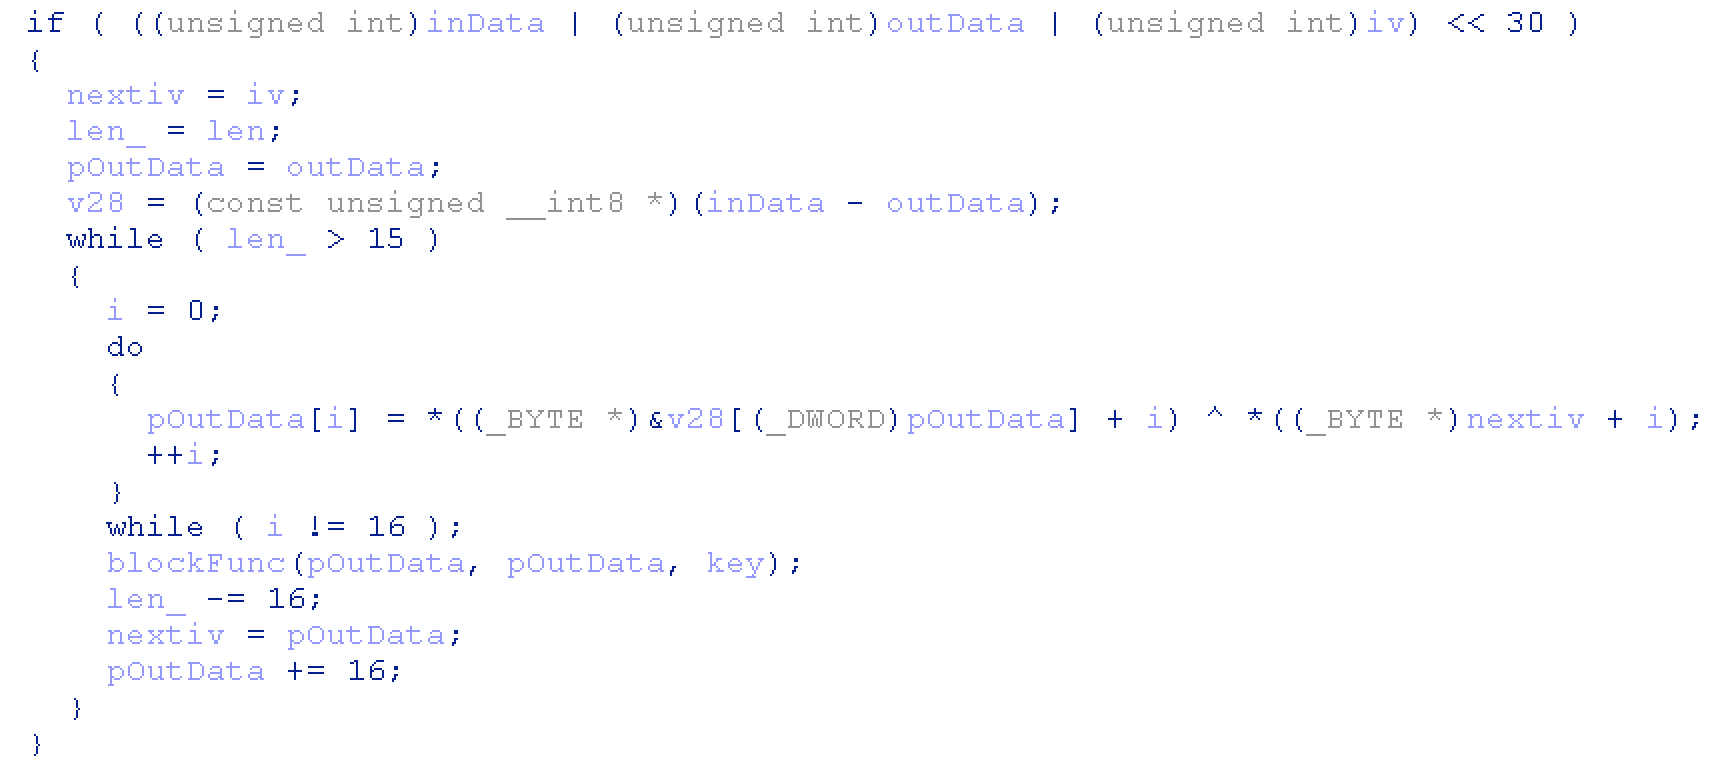 if ( ((unsigned int)inData | (unsigned int)outData | (unsigned int)iv) << 30 )
{
nextiv = iv;
len_ = len;
pOutData = outData;
v28 = (const unsigned __int8 *)(inData - outData);
while ( len_ > 15 )
{
i = 0;
do
{
pOutData[i] = *((_BYTE *)&v28[(_DWORD)pOutData] + i) ^ *((_BYTE *)nextiv + i);
++i;
}
while ( i != 16 );
blockFunc(pOutData, pOutData, key);
len_ -= 16;
nextiv = pOutData;
pOutData += 16;
}
}